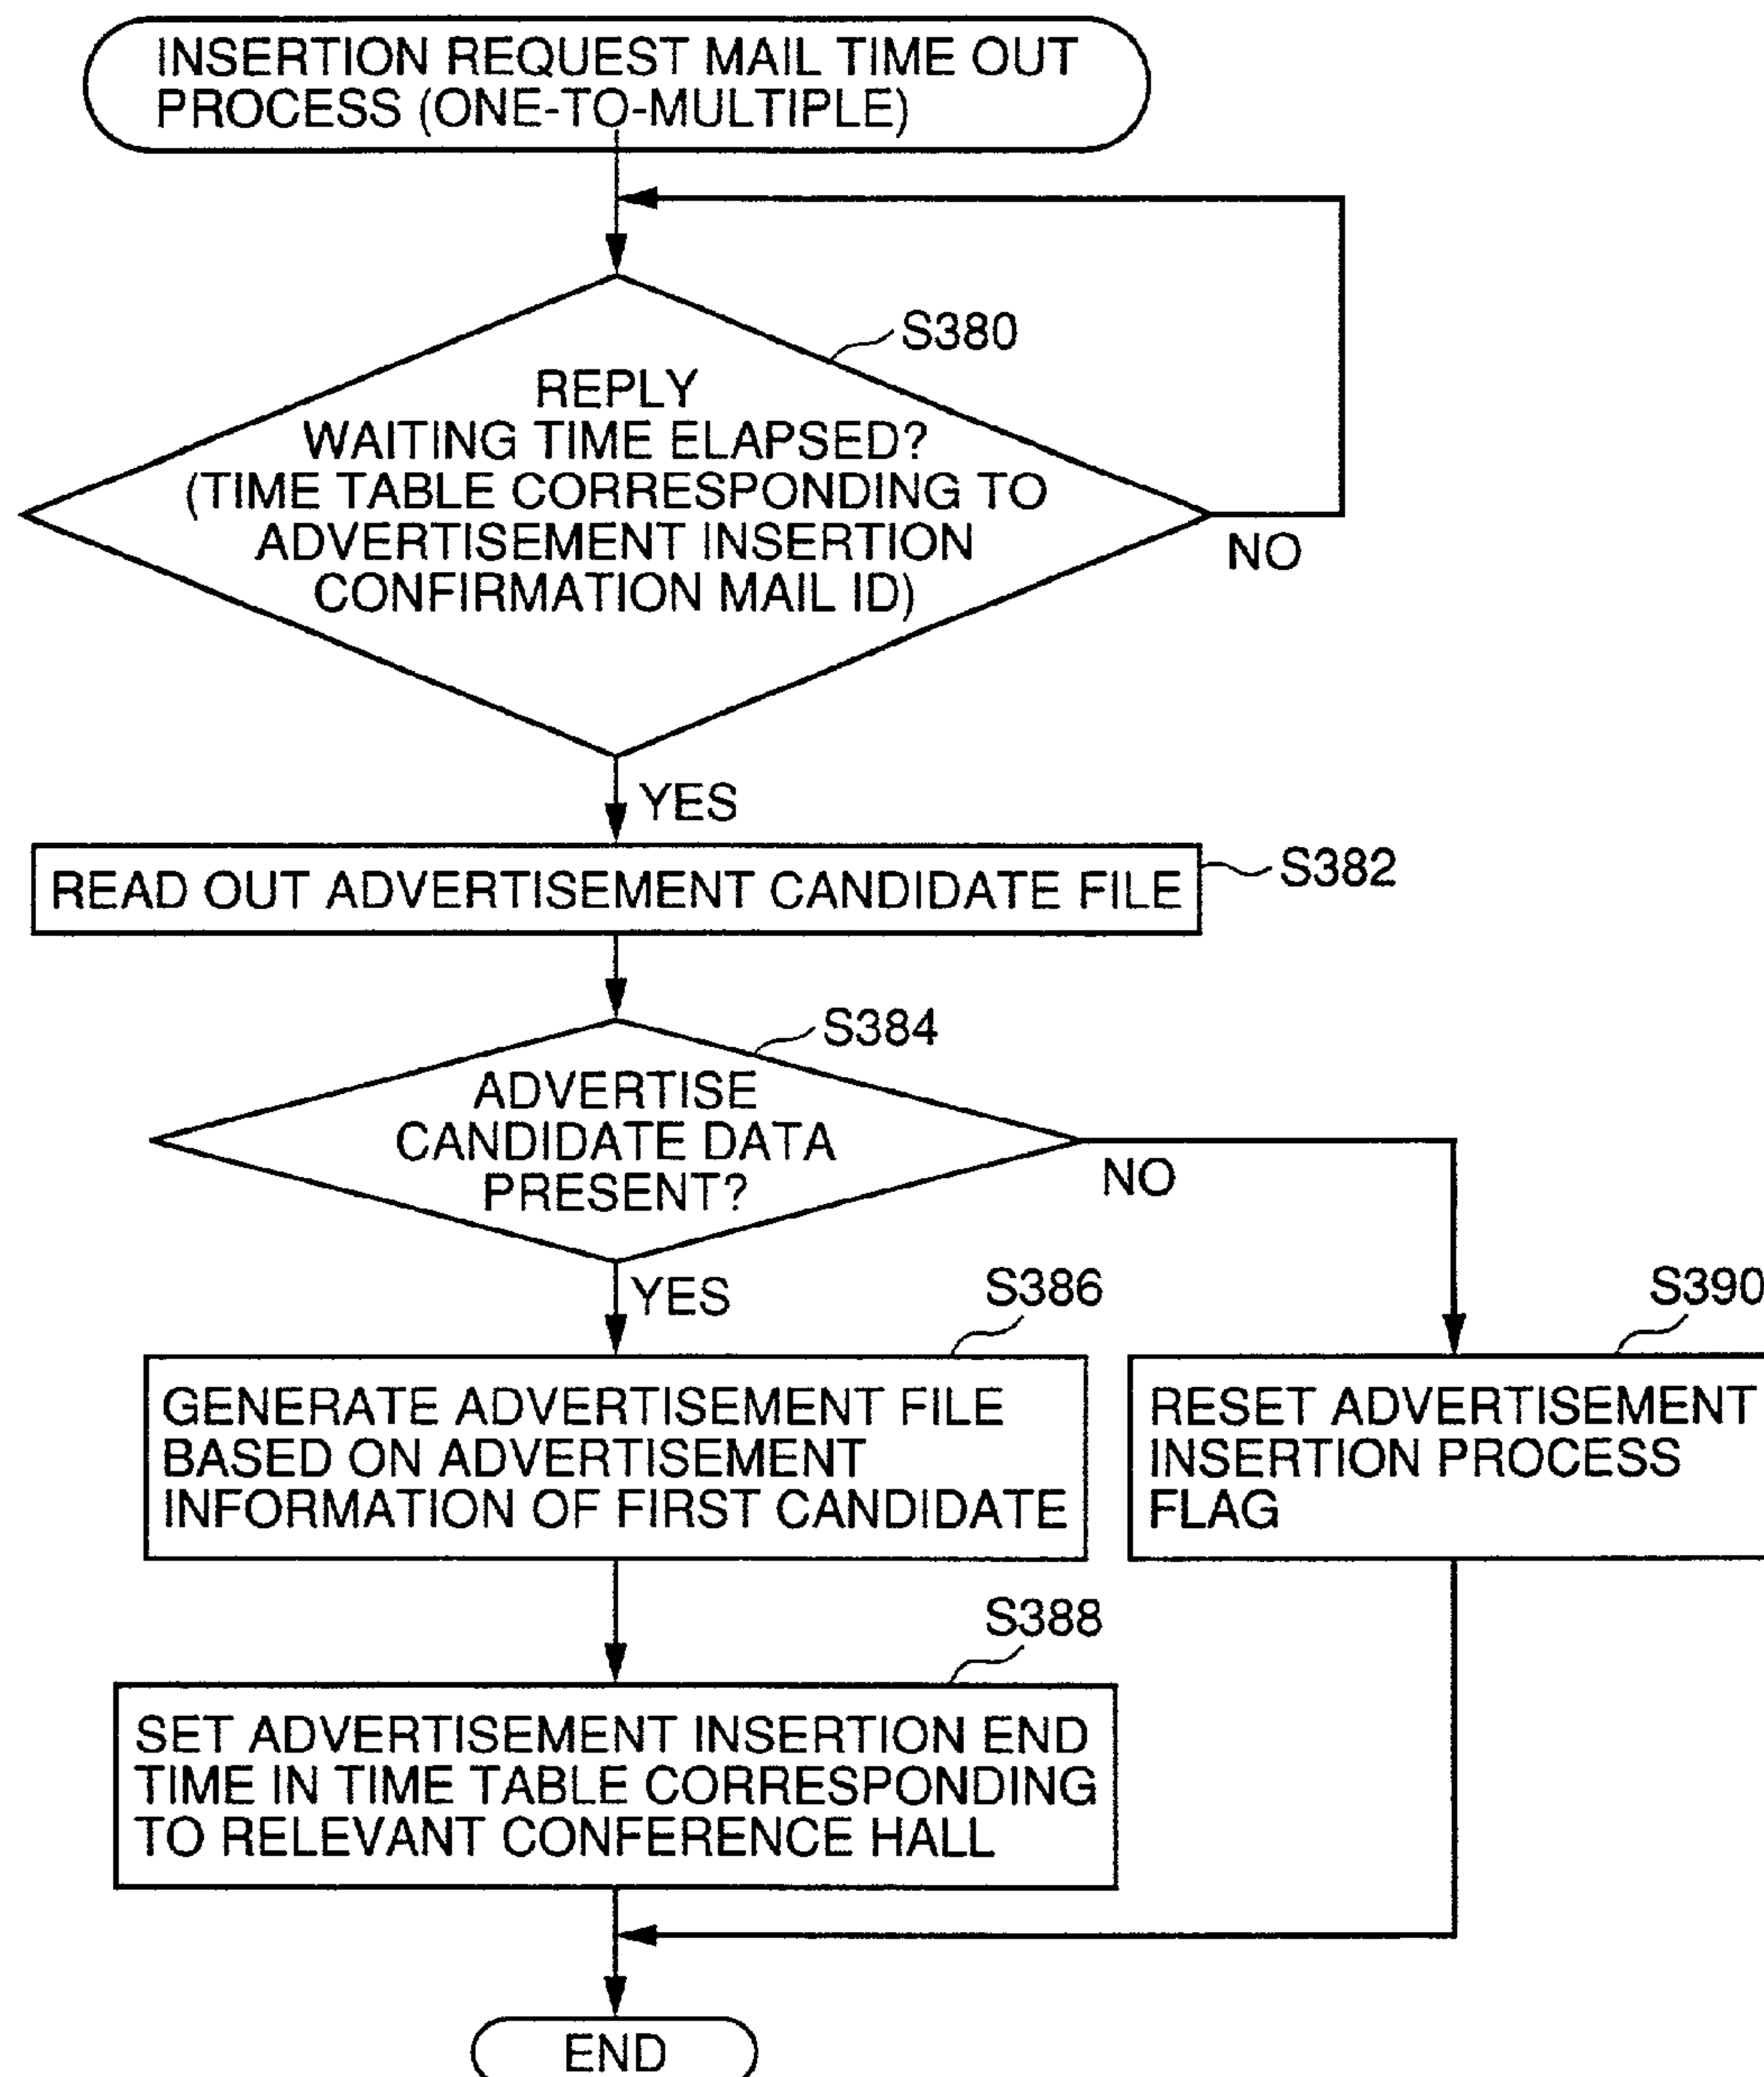 INSERTION REQUEST MAIL TIME OUT
PROCESS (ONE-TO-MULTIPLE)
S380
REPLY
WAITING TIME ELAPSED?
(TIME TABLE CORRESPONDING TO
ADVERTISEMENT INSERTION
CONFIRMATION MAIL ID)
NO
YES
READ OUT ADVERTISEMENT CANDIDATE FILE
S382
S384
ADVERTISE
CANDIDATE DATA
PRESENT?
NO
YES
S386
S390
GENERATE ADVERTISEMENT FILE
BASED ON ADVERTISEMENT
INFORMATION OF FIRST CANDIDATE
RESET ADVERTISEMENT
INSERTION PROCESS
FLAG
S388
SET ADVERTISEMENT INSERTION END
TIME IN TIME TABLE CORRESPONDING
TO RELEVANT CONFERENCE HALL
END